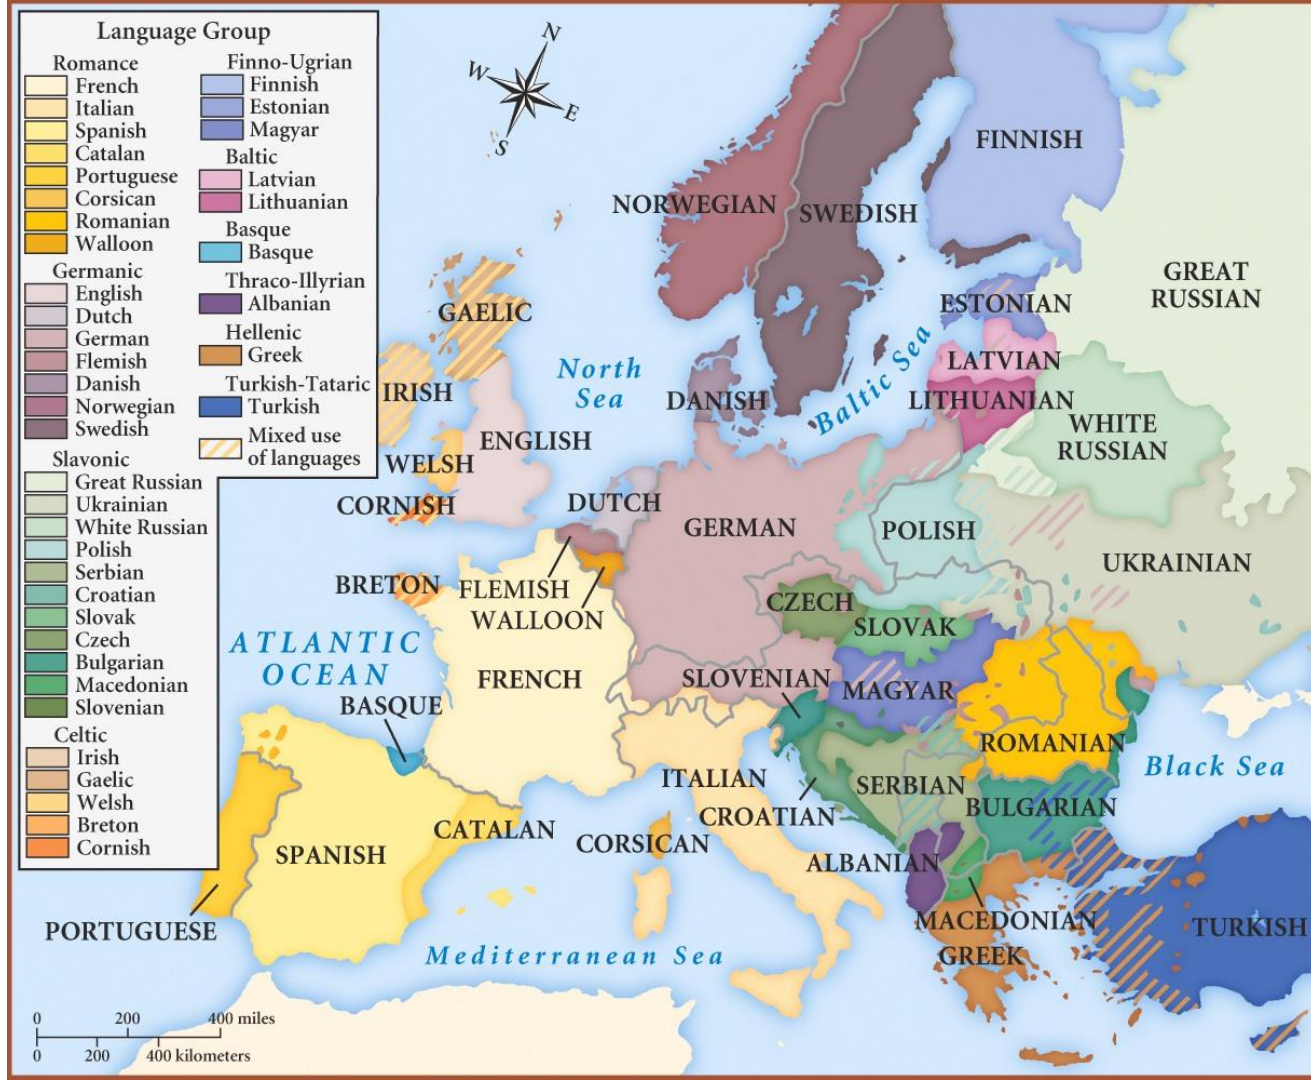 Language Group
Romance
French
Italian
Spanish
Catalan
Portuguese
Corsican
Romanian
Walloon
Germanic
English
Dutch
German
Flemish
Danish
Norwegian
Swedish
Slavonic
Great Russian
Ukrainian
White Russian
Polish
Serbian
Croatian
Slovak
Czech
Bulgarian
Macedonian
Slovenian
Celtic
Irish
Gaelic
Welsh
Breton
Cornish
Finno-Ugrian
Finnish
Estonian
Magyar
Baltic
Latvian
Lithuanian
Basque
Basque
Thraco-Illyrian
Albanian
Hellenic
Greek
Turkish-Tataric
Turkish
Mixed use
of languages
N
W
E
S
FINNISH
NORWEGIAN
SWEDISH
GREAT
RUSSIAN
GAELIC
ESTONIAN
North
Sea
Baltic Sea
LATVIAN
IRISH
DANISH
LITHUANIAN
ENGLISH
WHITE
RUSSIAN
WELSH
CORNISH
DUTCH
GERMAN
POLISH
UKRAINIAN
BRETON
FLEMISH
WALLOON
CZECH
SLOVAK
ATLANTIC
OCEAN
FRENCH
SLOVENIAN
MAGYAR
BASQUE
ROMANIAN
Black Sea
ITALIAN
SERBIAN
CROATIAN
BULGARIAN
CATALAN
CORSICAN
SPANISH
ALBANIAN
PORTUGUESE
MACEDONIAN
TURKISH
Mediterranean Sea
GREEK
0 200 400 miles
0 200 400 kilometers